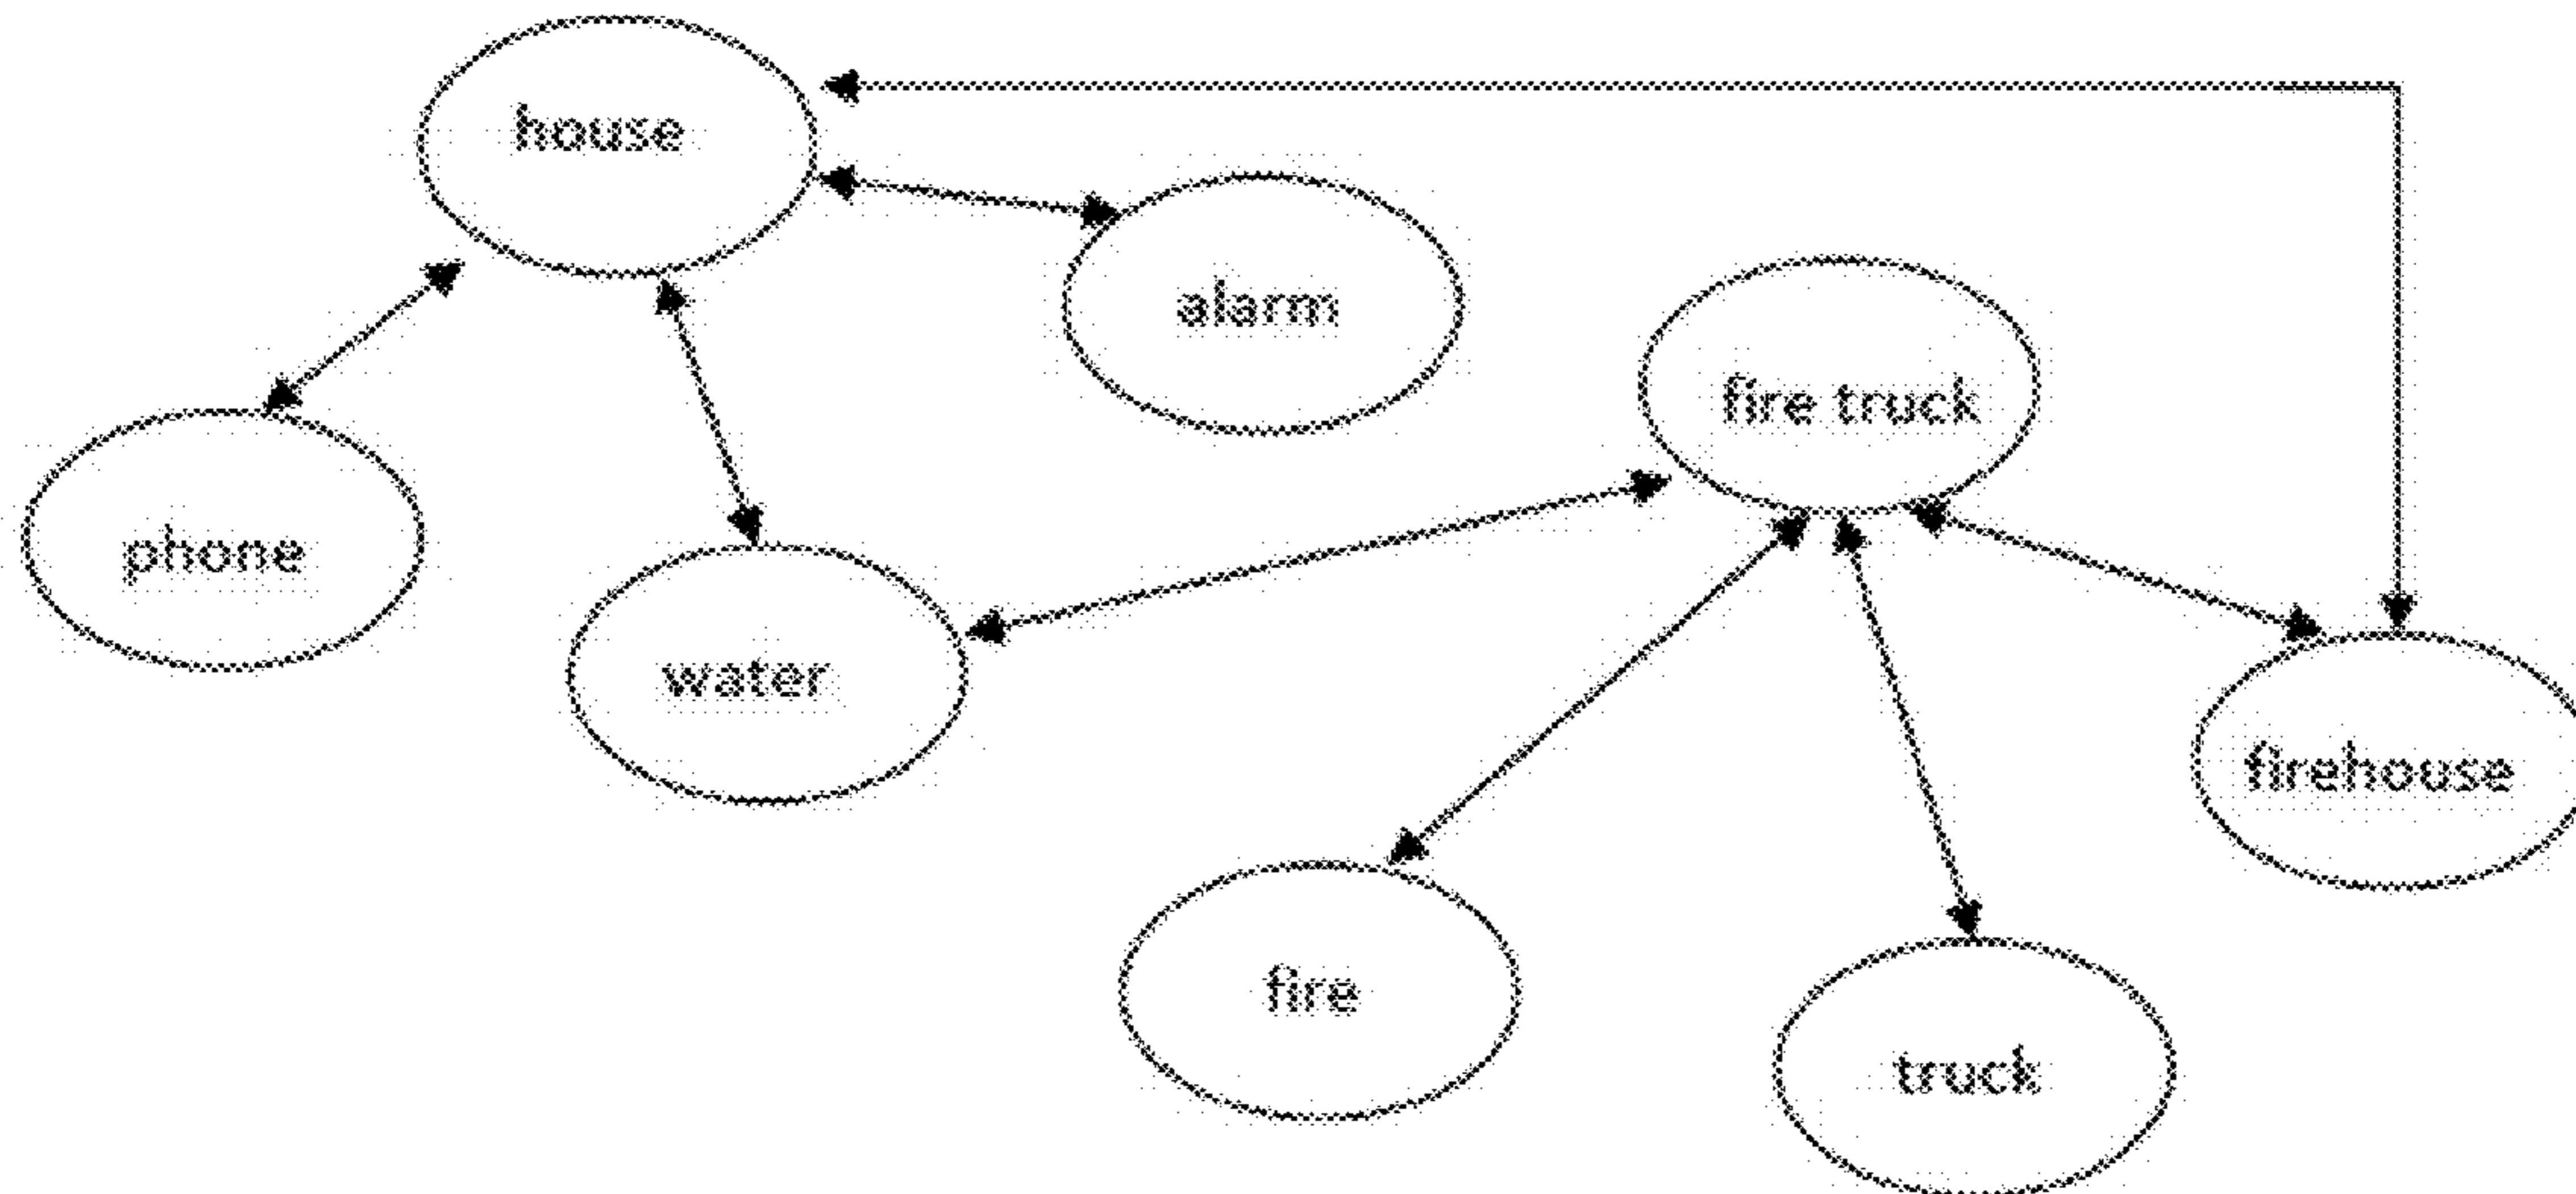 house
alarm
fire truck
phone
water
firehouse
fire
truck